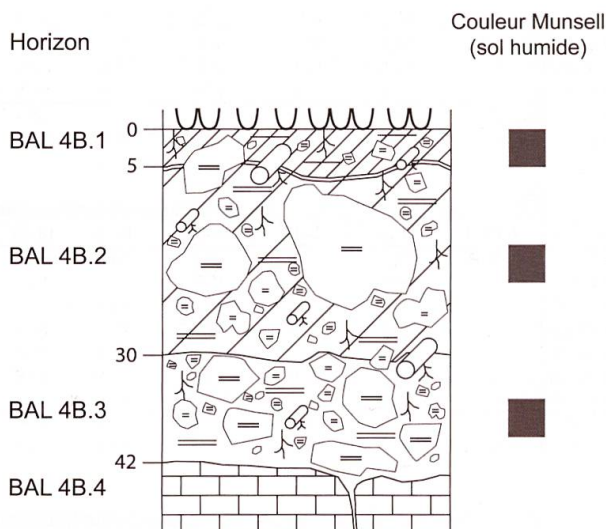 Horizon
Couleur Munsell
(sol humide)
0
BAL 4B.1
5
BAL 4B.2
30
BAL 4B.3
42
BAL 4B.4